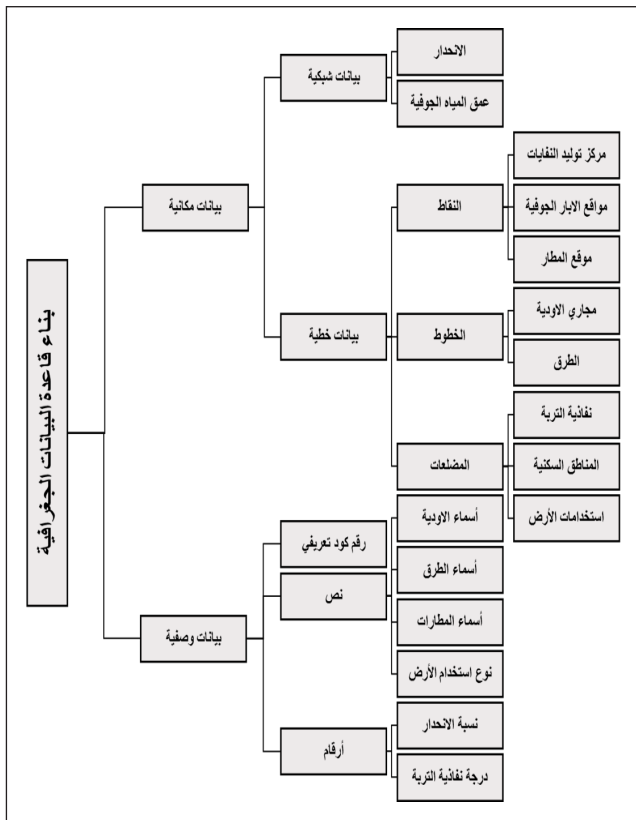 بناء قاعدة البيانات الجغرافية
بيانات مكانية
بيانات شبكية
الانحدار
عمق المياه الجوفية
بيانات خطية
النقاط
مركز توليد النفايات
مواقع الابار الجوفية
موقع المطار
الخطوط
مجاري الاودية
الطرق
المضلعات
نفاذية التربة
المناطق السكنية
استخدامات الأرض
بيانات وصفية
رقم كود تعريفي
نص
أسماء الاودية
أسماء الطرق
أسماء المطارات
نوع استخدام الأرض
أرقام
نسبة الانحدار
درجة نفاذية التربة